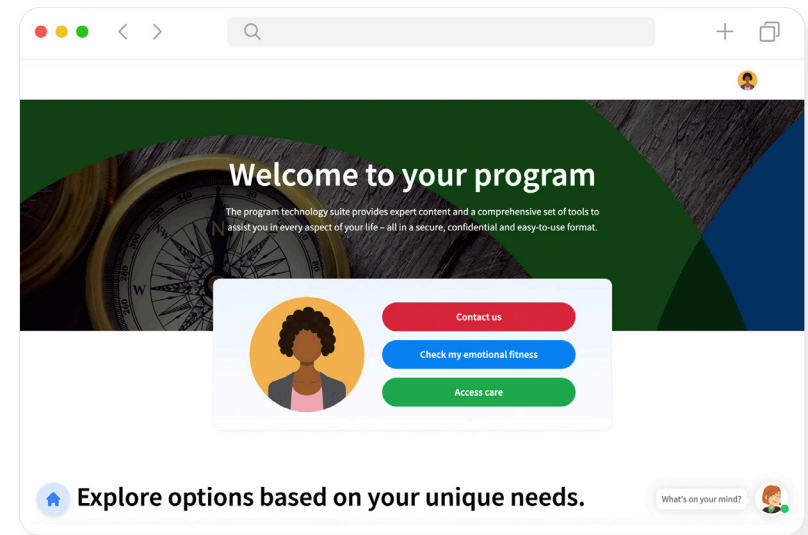 Welcome to your program
The program technology suite provides expert content and a comprehensive set of tools to
assist you in every aspect of your life – all in a secure, confidential and easy-to-use format.
N
W
Contact us
Check my emotional fitness
Access care
Explore options based on your unique needs.
What's on your mind?